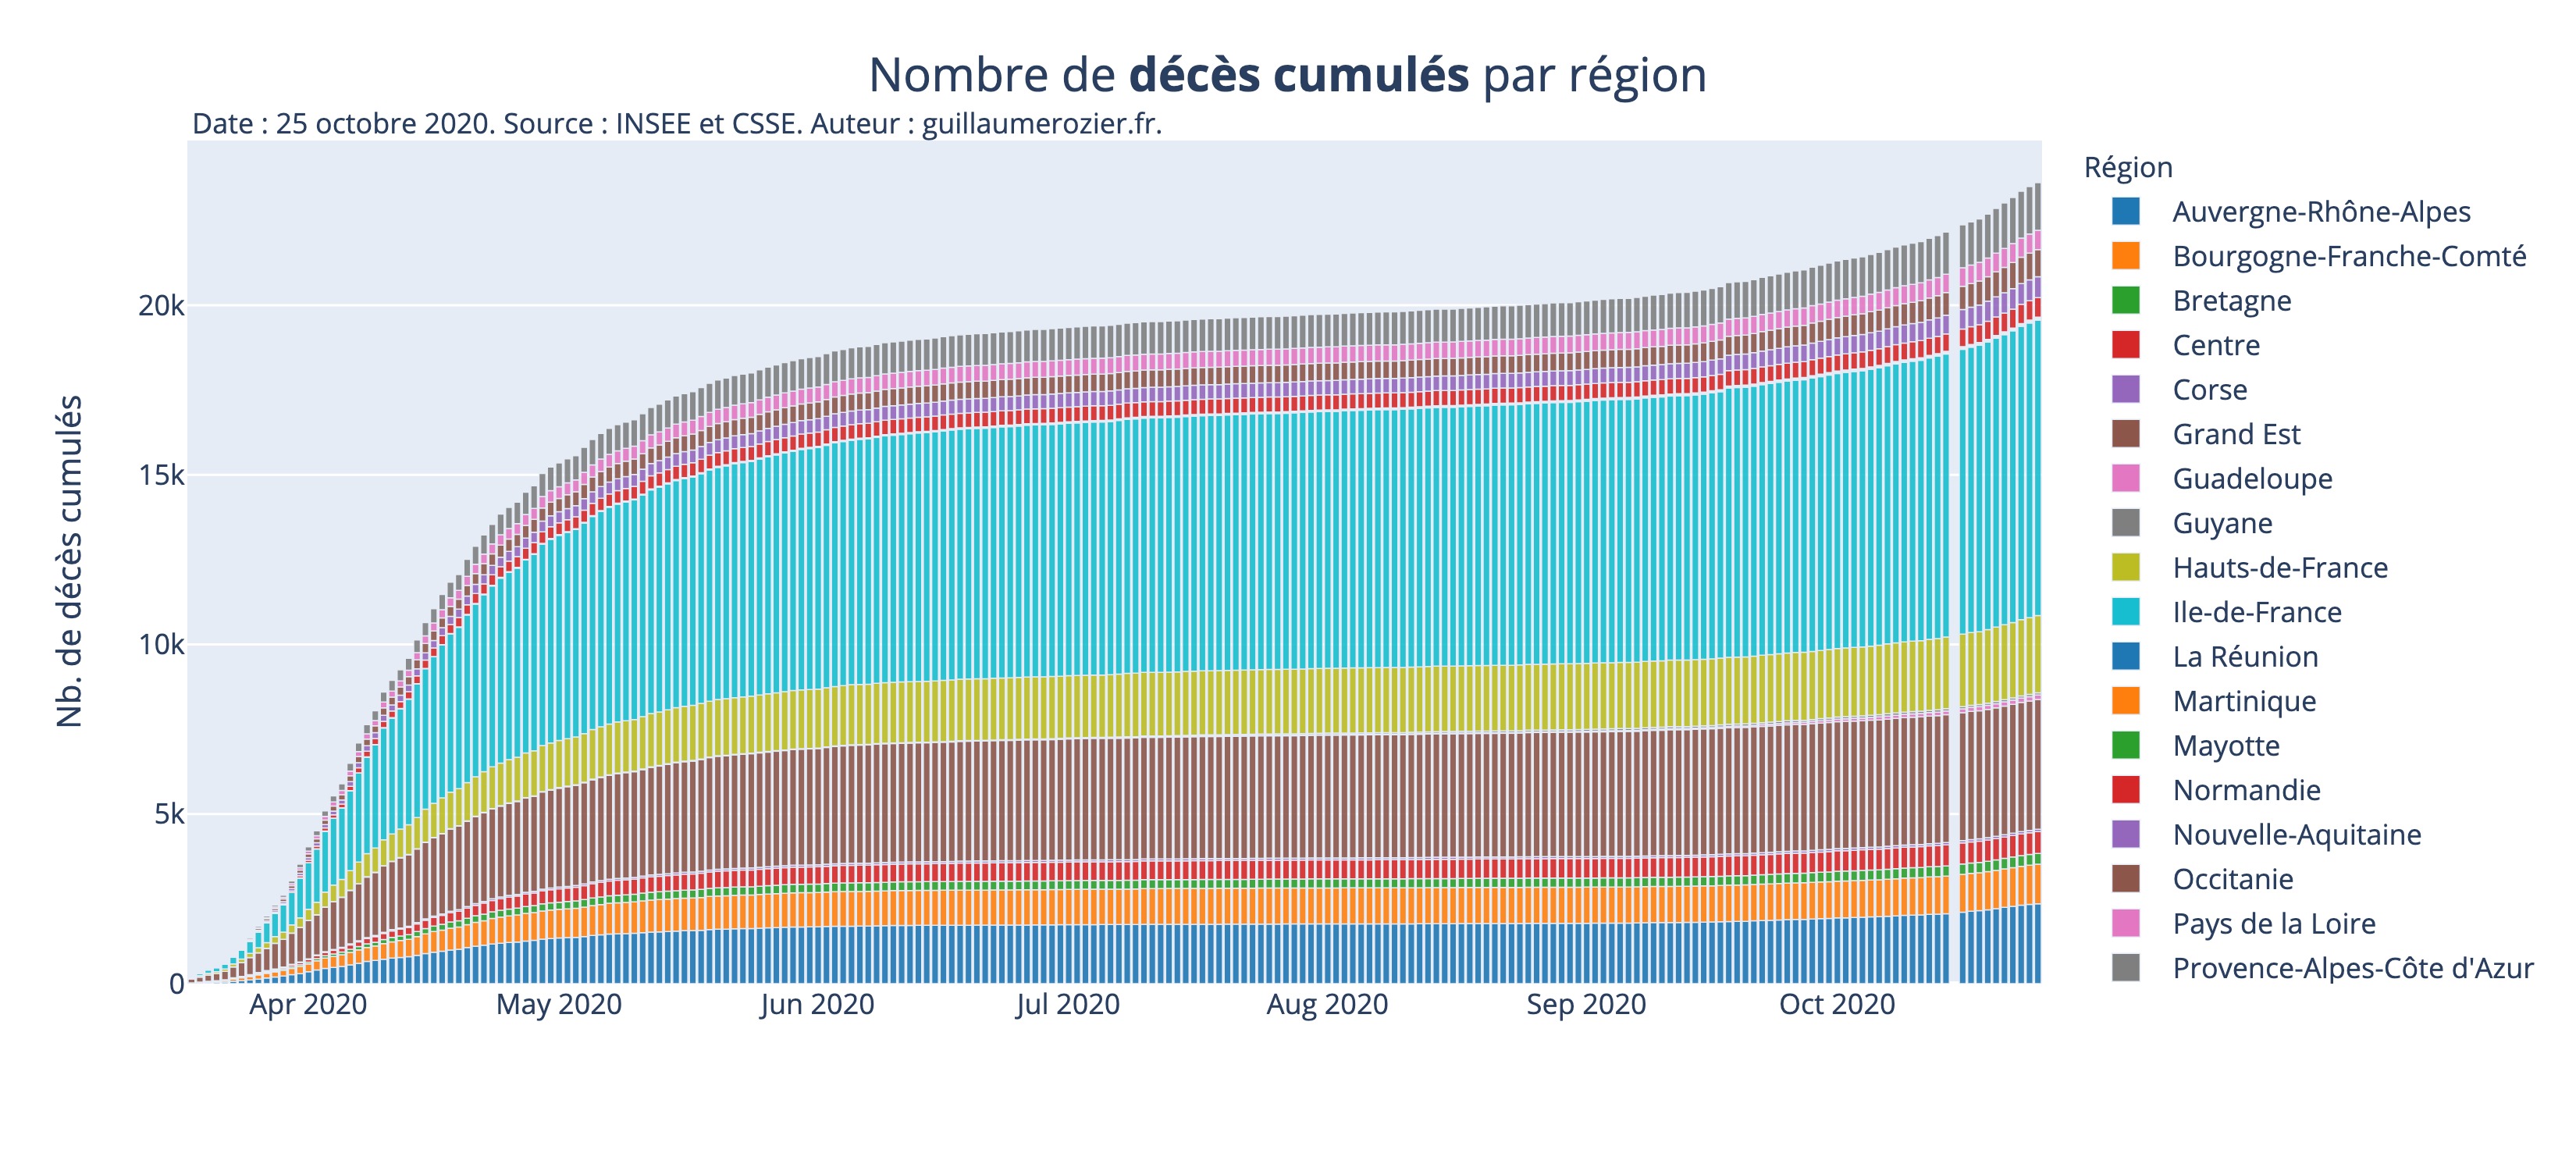 Nombre de décès cumulés par région
Date : 25 octobre 2020. Source : INSEE et CSSE. Auteur : guillaumerozier.fr.
Nb. de décès cumulés
20k
15k
10k
5k
0
Apr 2020
May 2020
Jun 2020
Jul 2020
Aug 2020
Sep 2020
Oct 2020
Région
Auvergne-Rhône-Alpes
Bourgogne-Franche-Comté
Bretagne
Centre
Corse
Grand Est
Guadeloupe
Guyane
Hauts-de-France
Ile-de-France
La Réunion
Martinique
Mayotte
Normandie
Nouvelle-Aquitaine
Occitanie
Pays de la Loire
Provence-Alpes-Côte d'Azur